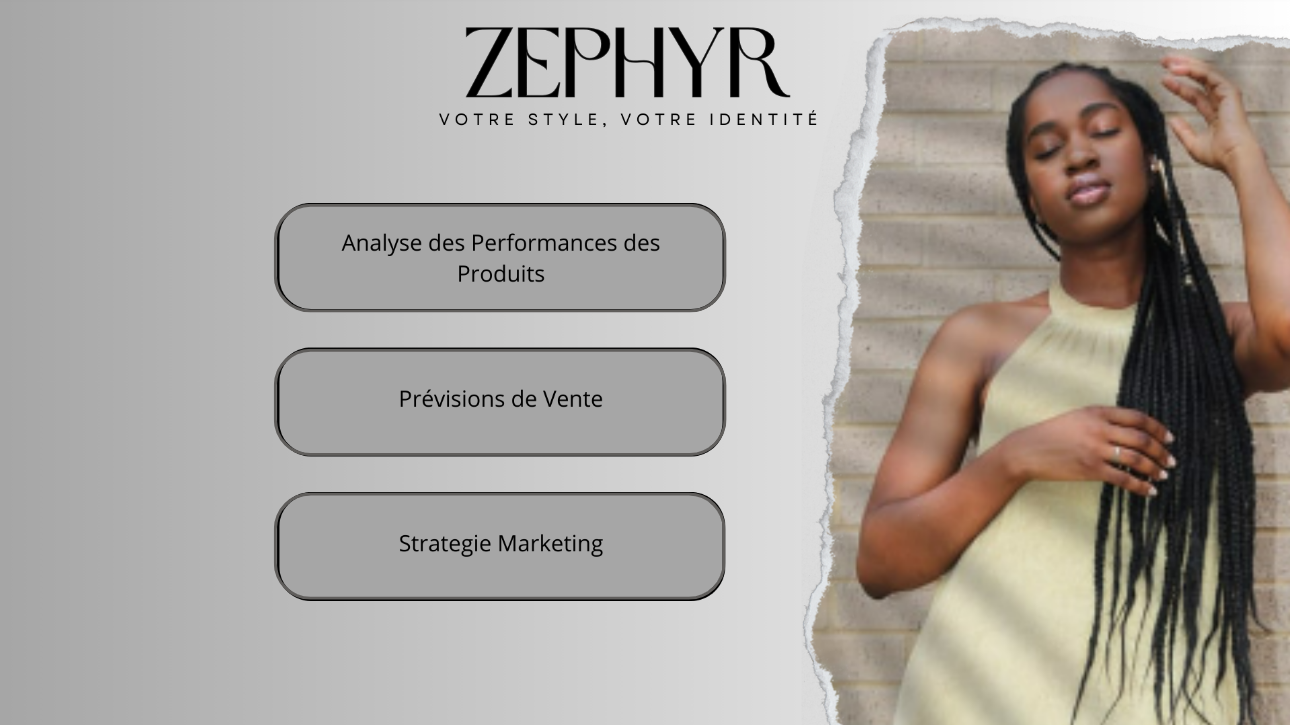 ZEPHYR
VOTRE STYLE, VOTRE IDENTITÉ
Analyse des Performances des
Produits
Prévisions de Vente
Strategie Marketing